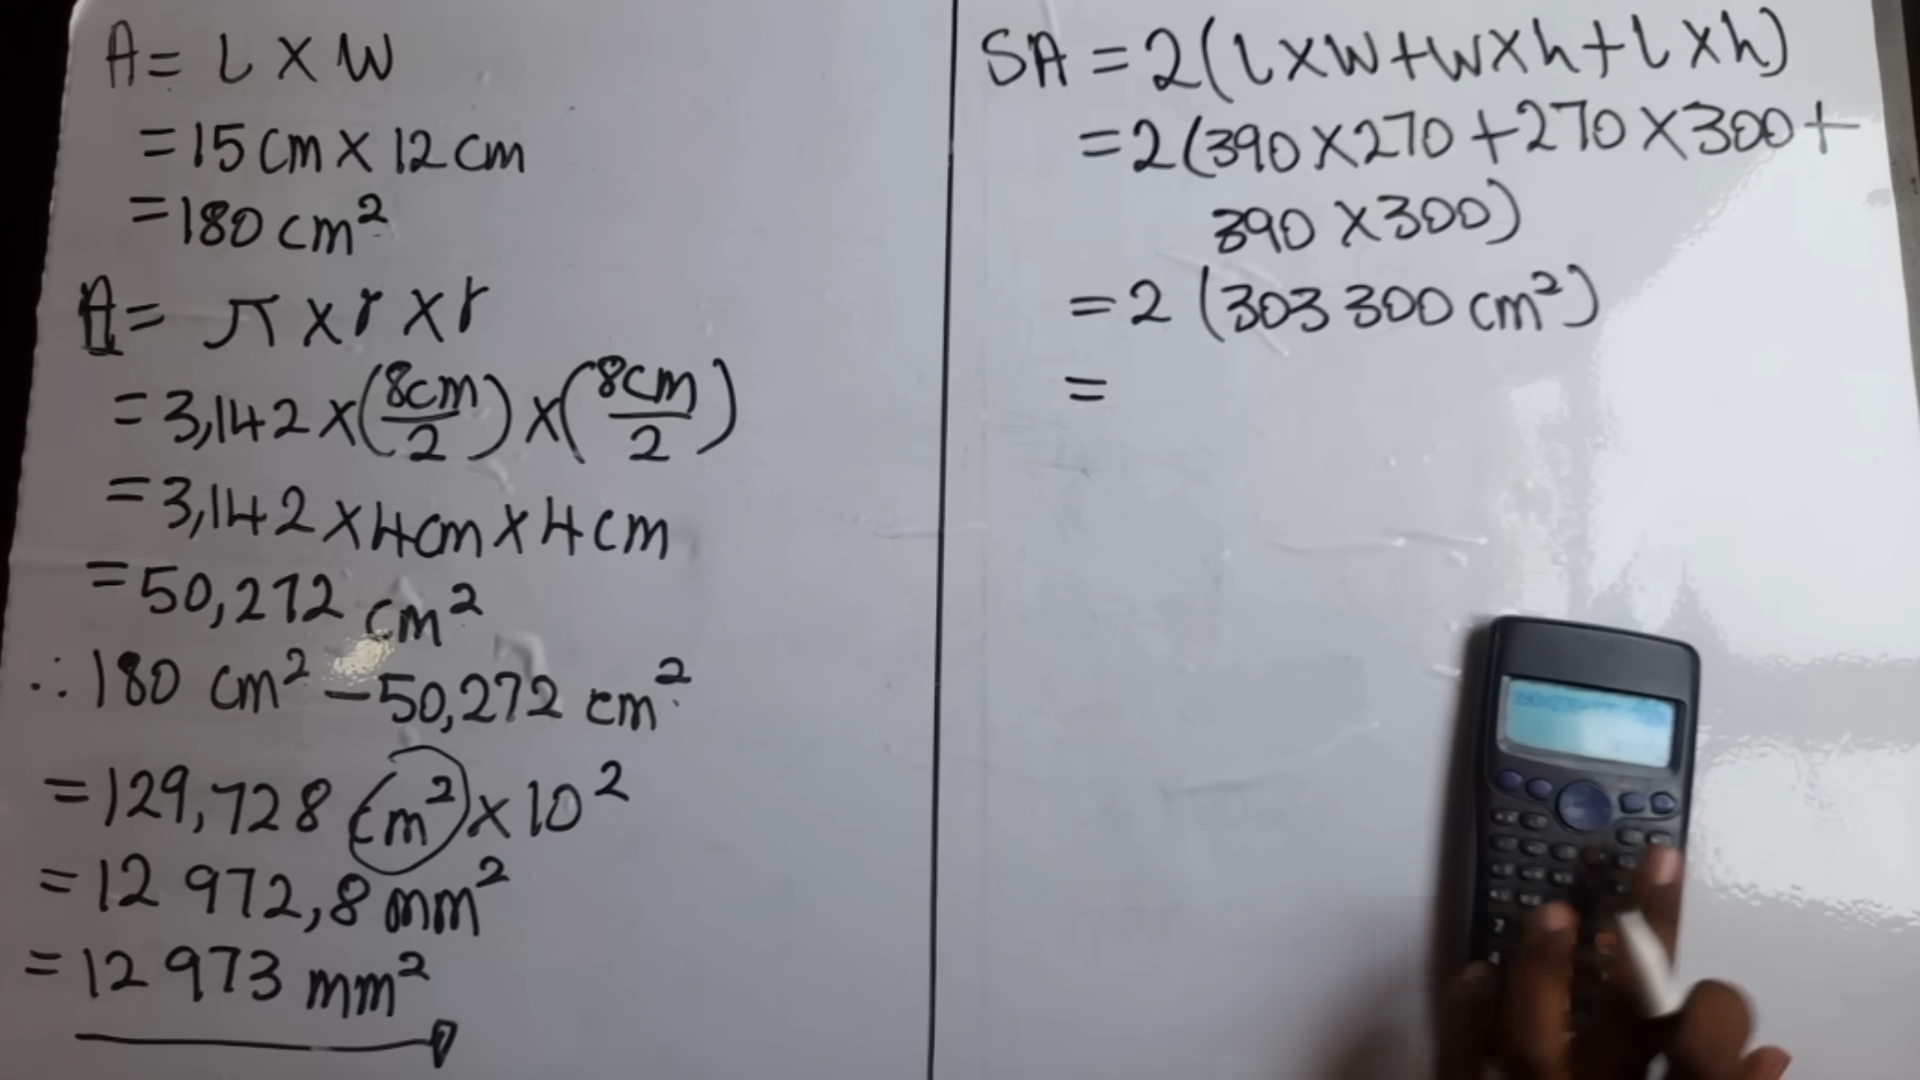 A = L × W
= 15 cm × 12 cm
= 180 cm²
A = π × r × r
= 3,142 × (8cm/2) × (8cm/2)
= 3,142 × 4cm × 4cm
= 50,272 cm²
∴ 180 cm² – 50,272 cm²
= 129,728 cm² × 10²
= 12 972,8 mm²
= 12 973 mm²
SA = 2(l×w+w×h+l×h)
= 2(390×270+270×300+
390×300)
= 2 (303 300 cm²)
=